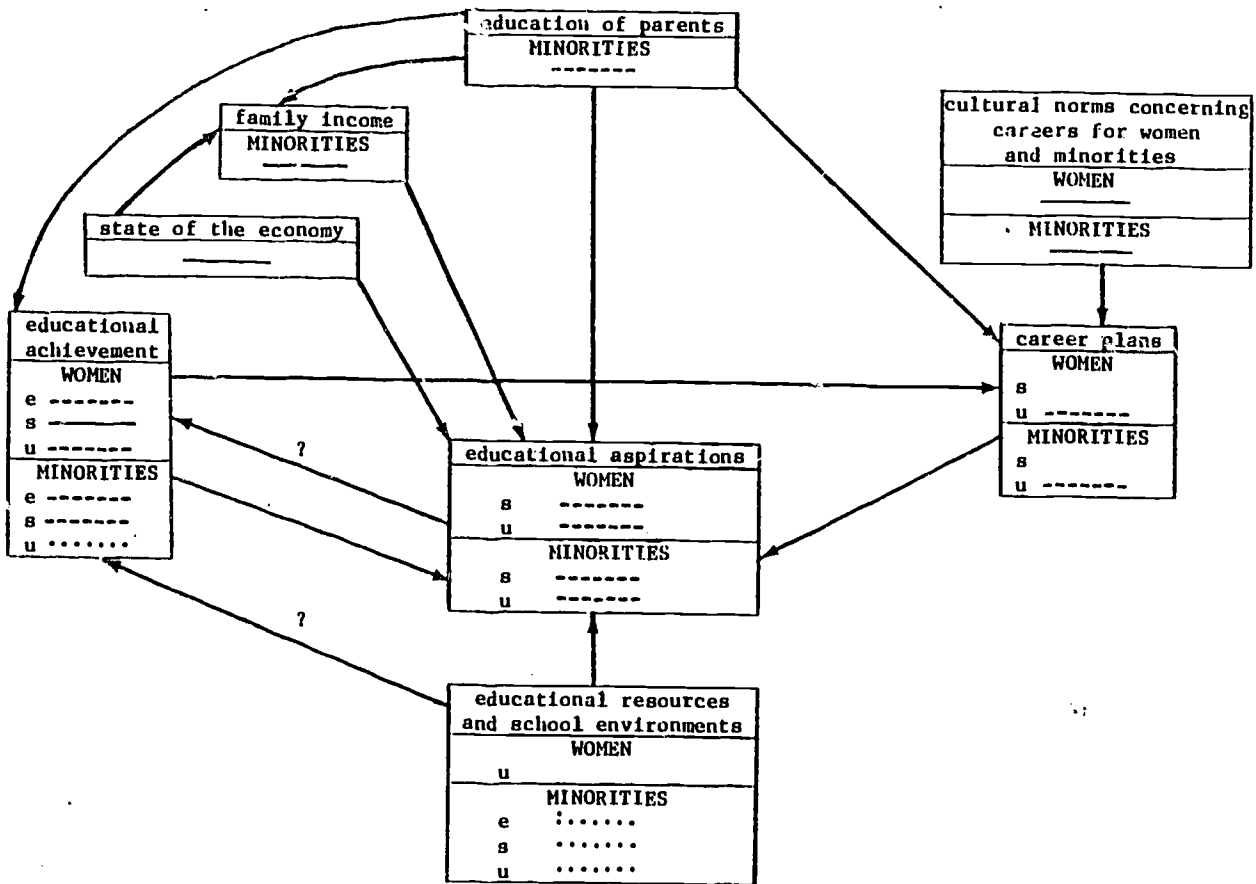 education of parents
MINORITIES
-------
family income
MINORITIES
cultural norms concerning
careers for women
and minorities
WOMEN
MINORITIES
state of the economy
educational
achievement
WOMEN
e -------
s
u -------
MINORITIES
e -------
s -------
u .......
career plans
WOMEN
s
u -------
MINORITIES
s
u -------
?
educational aspirations
WOMEN
s -------
u -------
MINORITIES
s -------
u -------
?
educational resources
and school environments
WOMEN
u
MINORITIES
e .......
s .......
u .......